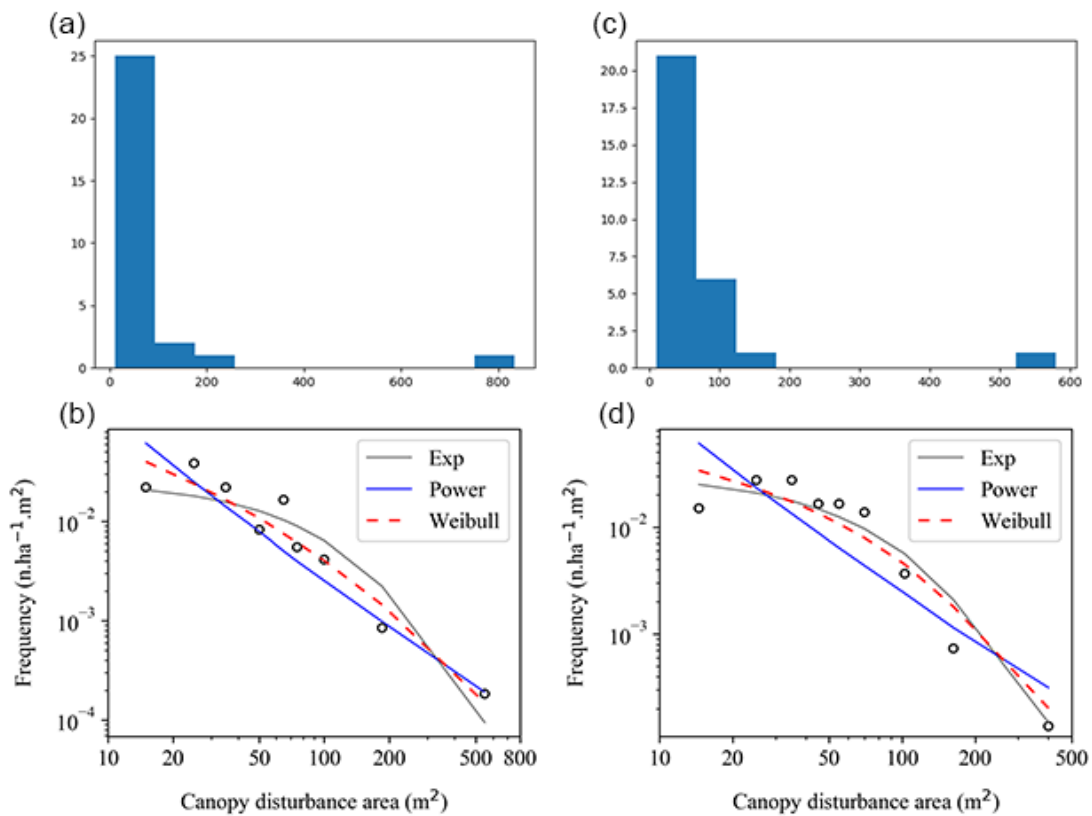 (a)
25
20
15
10
5
0
0 200 400 600 800
(c)
20.0
17.5
15.0
12.5
10.0
7.5
5.0
2.5
0.0
0 100 200 300 400 500 600
(b)
Frequency (n.ha⁻¹.m²)
10⁻²
10⁻³
10⁻⁴
Exp
Power
Weibull
10 20 50 100 200 800
Canopy disturbance area (m²)
(d)
Frequency (n.ha⁻¹.m²)
10⁻²
10⁻³
Exp
Power
Weibull
10 20 50 100 200 500
Canopy disturbance area (m²)